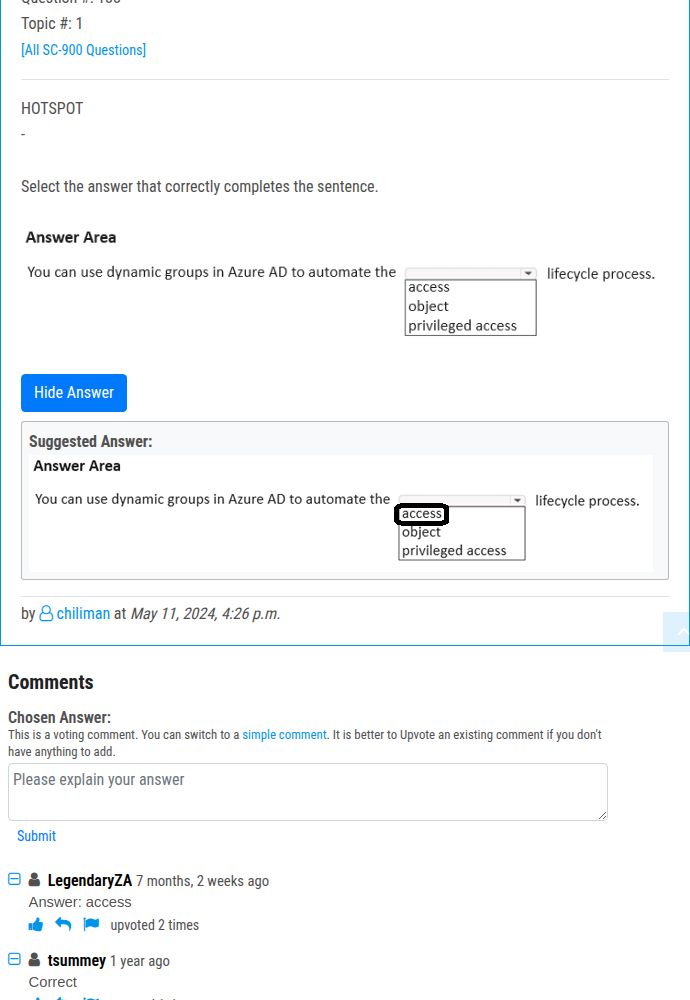 Topic #: 1
[All SC-900 Questions]
HOTSPOT
-
Select the answer that correctly completes the sentence.
Answer Area
You can use dynamic groups in Azure AD to automate the lifecycle process.
access
object
privileged access
Hide Answer
Suggested Answer:
Answer Area
You can use dynamic groups in Azure AD to automate the lifecycle process.
access
object
privileged access
by chiliman at May 11, 2024, 4:26 p.m.
Comments
Chosen Answer:
This is a voting comment. You can switch to a simple comment. It is better to Upvote an existing comment if you don't
have anything to add.
Please explain your answer
Submit
LegendaryZA 7 months, 2 weeks ago
Answer: access
upvoted 2 times
tsummey 1 year ago
Correct